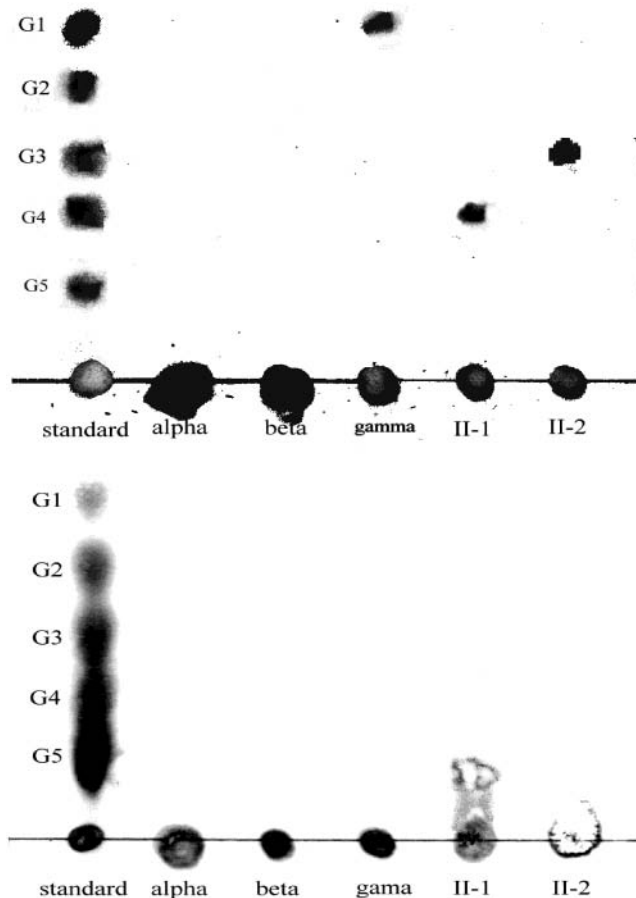 G1
G2
G3
G4
G5
standard alpha beta gamma II-1 II-2
G1
G2
G3
G4
G5
standard alpha beta gama II-1 II-2